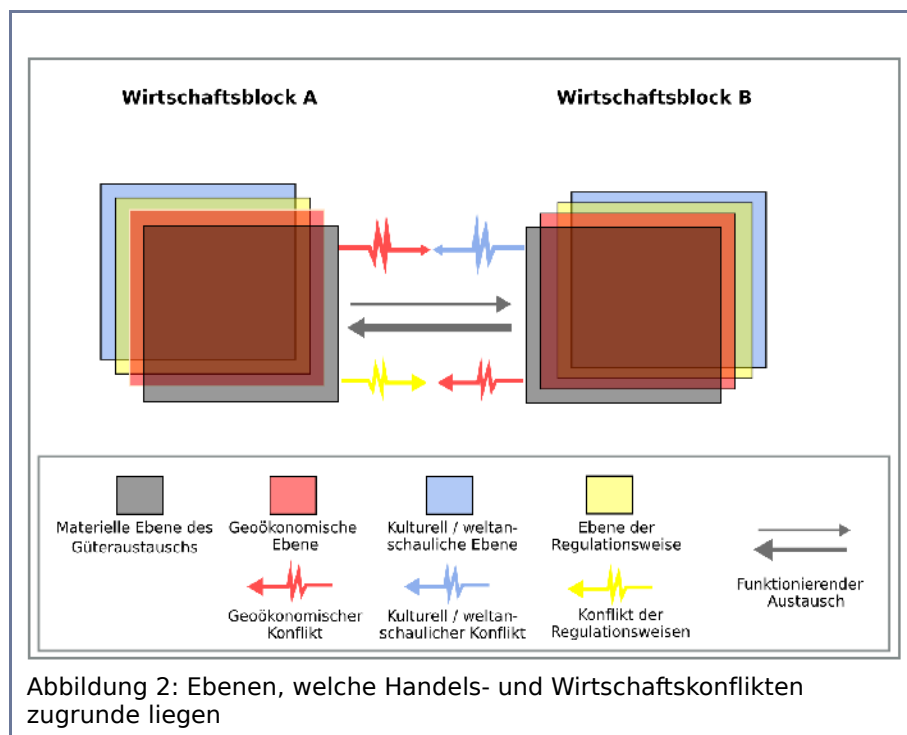 Wirtschaftsblock A
Wirtschaftsblock B
Materielle Ebene des
Güteraustauschs
Geoökonomische
Ebene
Kulturell / weltan-
schauliche Ebene
Ebene der
Regulationsweise
Geoökonomischer
Konflikt
Kulturell / weltan-
schaulicher Konflikt
Konflikt der
Regulationsweisen
Funktionierender
Austausch
Abbildung 2: Ebenen, welche Handels- und Wirtschaftskonflikten
zugrunde liegen